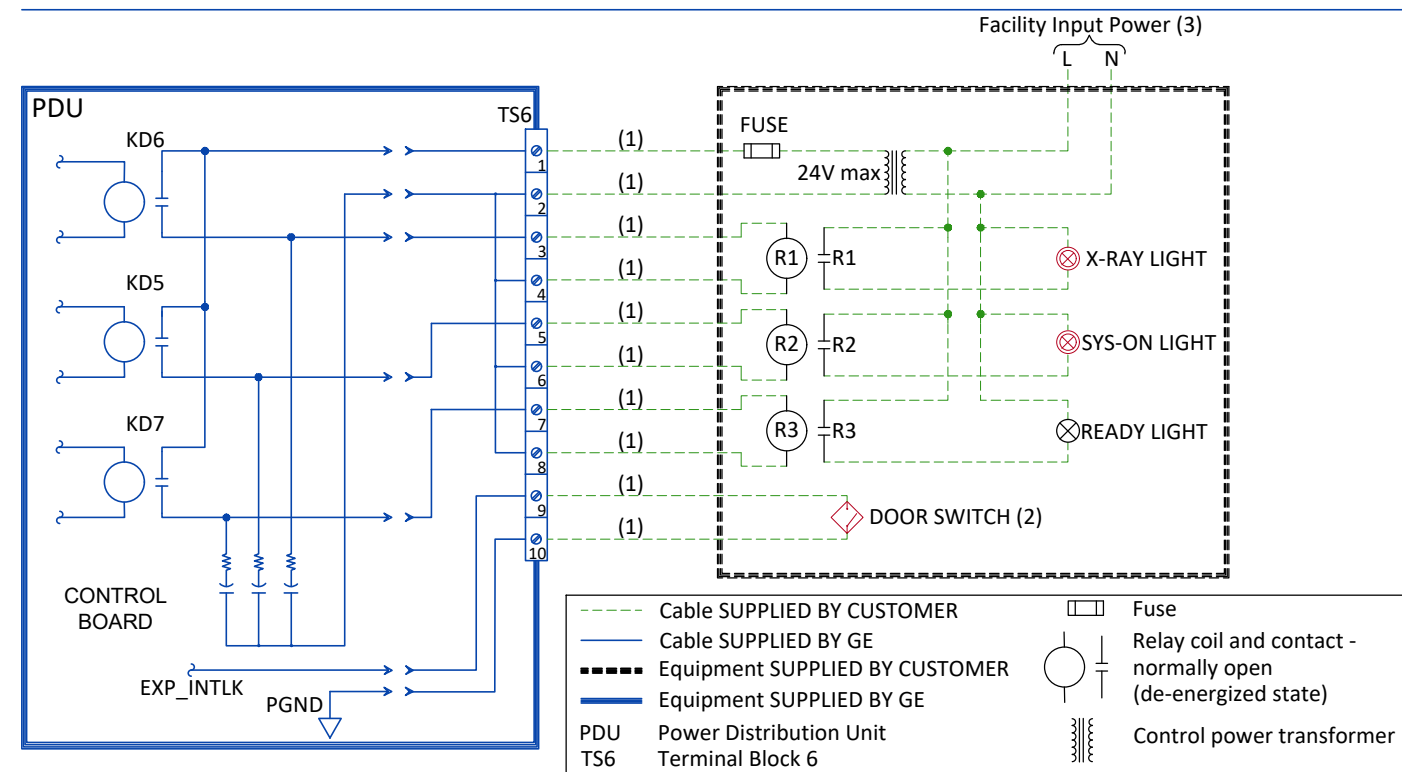 Facility Input Power (3)
L N
PDU
TS6
KD6
KD5
KD7
CONTROL
BOARD
EXP_INTLK
PGND
1
2
3
4
5
6
7
8
9
10
(1)
(1)
(1)
(1)
(1)
(1)
(1)
(1)
(1)
(1)
FUSE
24V max
R1 R1 X-RAY LIGHT
R2 R2 SYS-ON LIGHT
R3 R3 READY LIGHT
DOOR SWITCH (2)
Cable SUPPLIED BY CUSTOMER
Cable SUPPLIED BY GE
Equipment SUPPLIED BY CUSTOMER
Equipment SUPPLIED BY GE
PDU Power Distribution Unit
TS6 Terminal Block 6
Fuse
Relay coil and contact -
normally open
(de-energized state)
Control power transformer